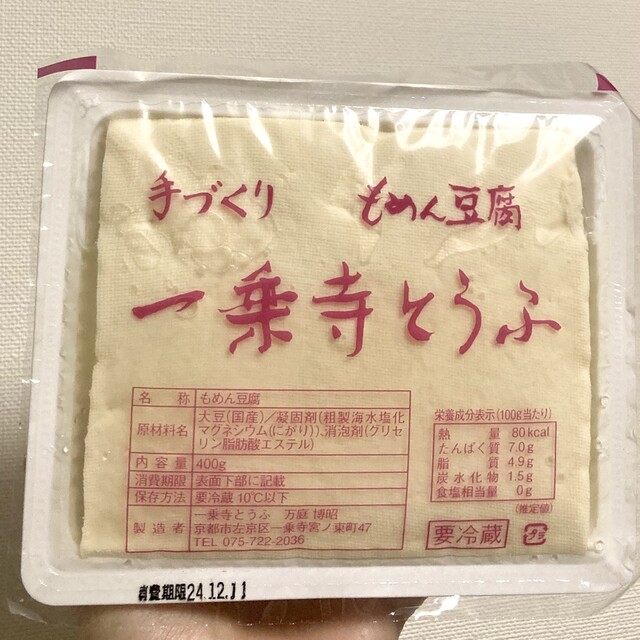 手づくり もめん豆腐
一乗寺とうふ
名称 もめん豆腐
原材料名 大豆(国産)／凝固剤(粗製海水塩化
マグネシウム(にがり))、消泡剤(グリセ
リン脂肪酸エステル)
内容量 400g
消費期限 表面下部に記載
保存方法 要冷蔵 10℃以下
製造者 一乗寺とうふ 万庭 博昭
京都市左京区一乗寺宮ノ東町47
TEL 075-722-2036
栄養成分表示(100g当たり)
熱量 80kcal
たんぱく質 7.0g
脂質 4.9g
炭水化物 1.5g
食塩相当量 0g
(推定値)
要冷蔵
プラ
消費期限24.12.11